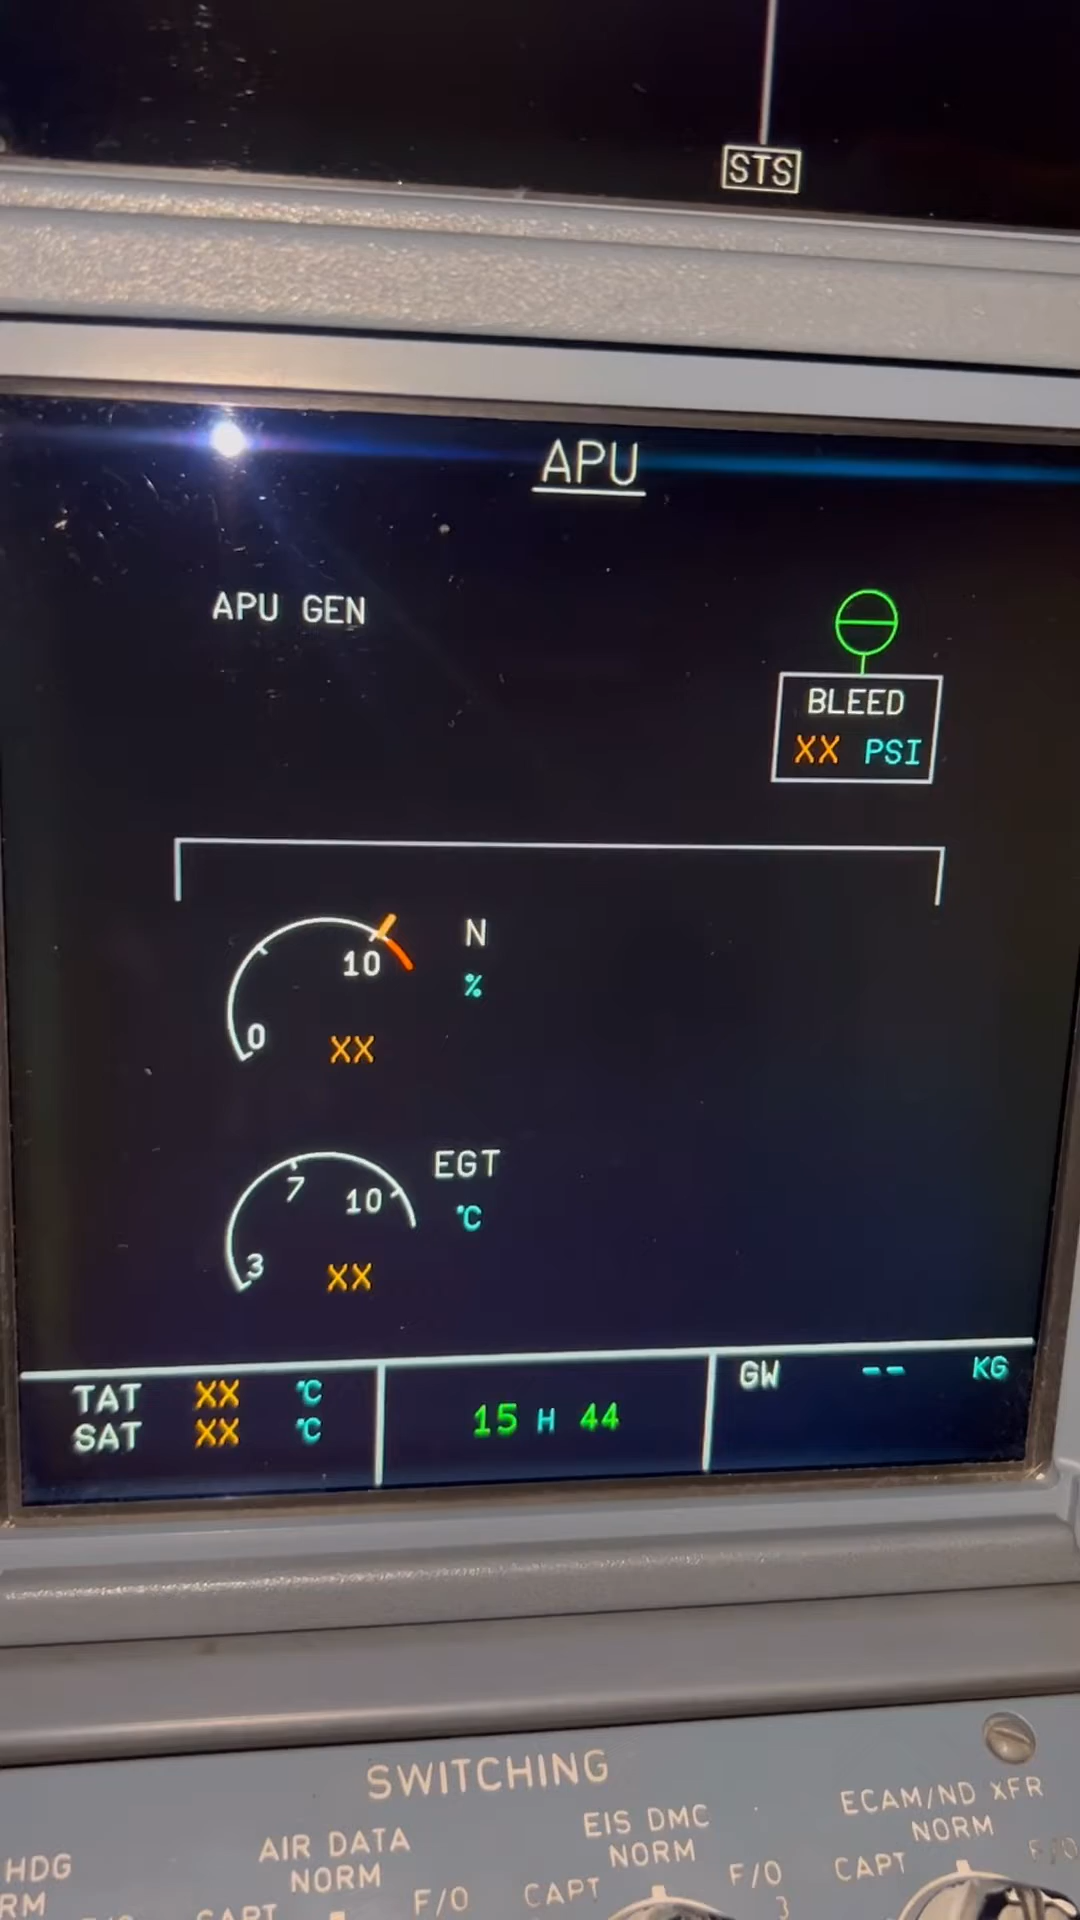 STS
APU
APU GEN
BLEED
XX PSI
N
10
%
0
XX
EGT
7
10
°C
3
XX
TAT XX °C
SAT XX °C
15 H 44
GW -- KG
SWITCHING
ECAM/ND XFR
NORM
EIS DMC
NORM
AIR DATA
NORM
HDG
RM
CAPT
F/O
CAPT
F/O
3
CAPT
F/O